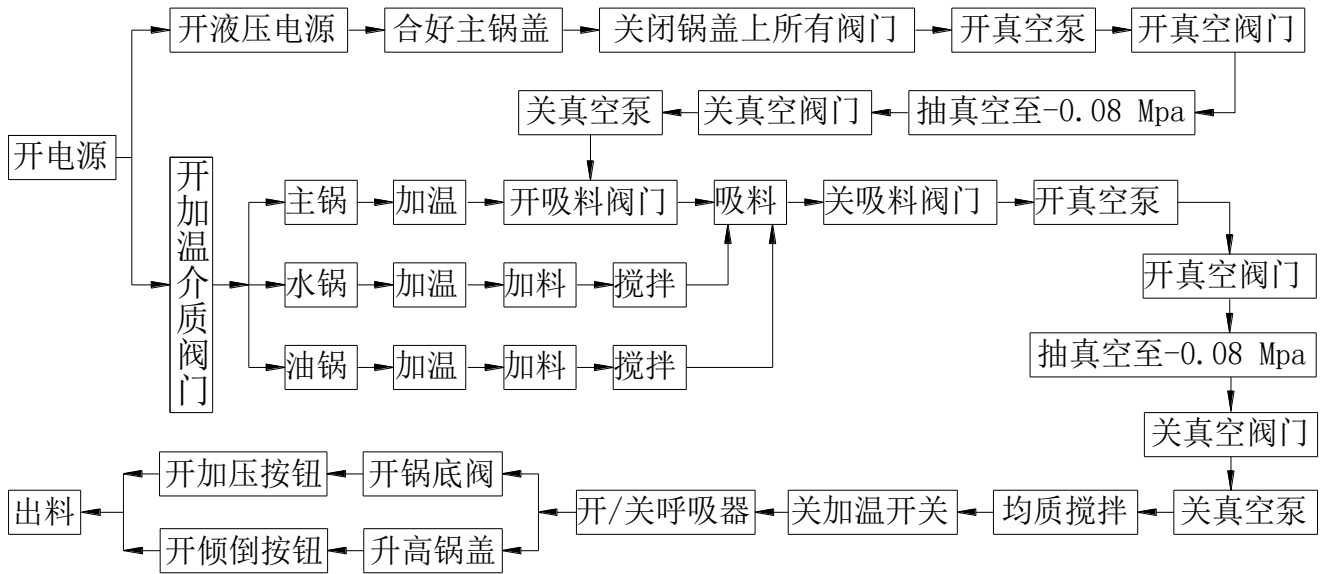 开液压电源
合好主锅盖
关闭锅盖上所有阀门
开真空泵
开真空阀门
关真空泵
关真空阀门
抽真空至-0.08 Mpa
开电源
开加温介质阀门
主锅
加温
开吸料阀门
吸料
关吸料阀门
开真空泵
水锅
加温
加料
搅拌
开真空阀门
油锅
加温
加料
搅拌
抽真空至-0.08 Mpa
关真空阀门
开加压按钮
开锅底阀
出料
开/关呼吸器
关加温开关
均质搅拌
关真空泵
开倾倒按钮
升高锅盖